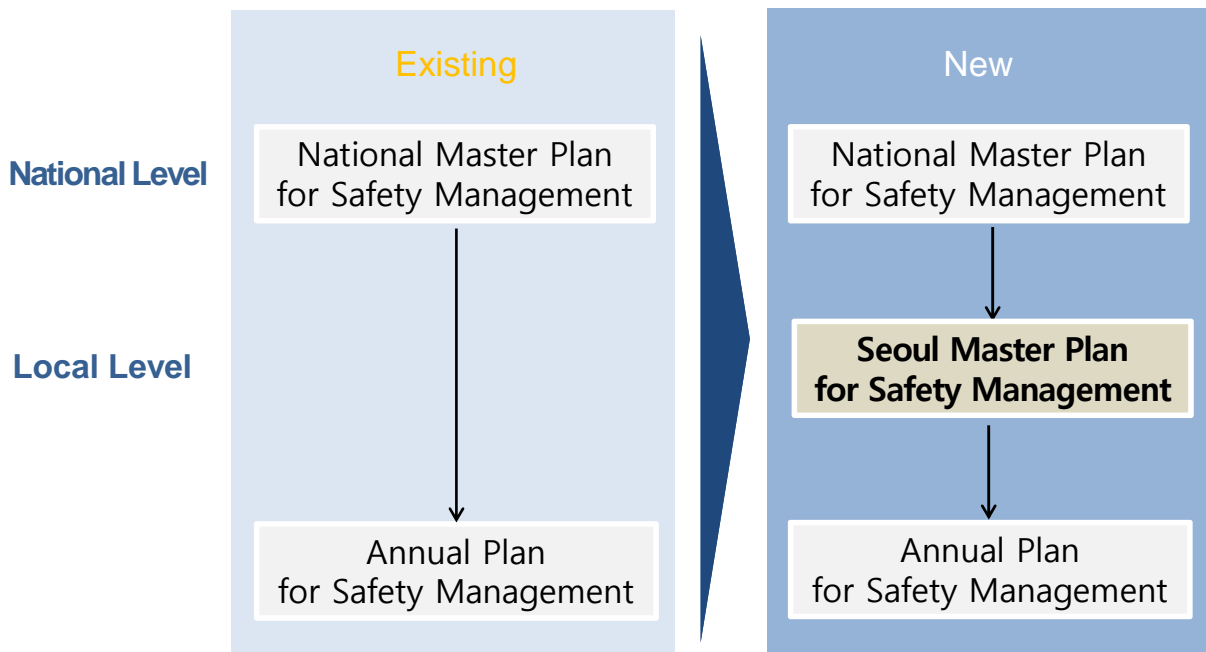 Existing
New
National Level
National Master Plan
for Safety Management
National Master Plan
for Safety Management
Local Level
Seoul Master Plan
for Safety Management
Annual Plan
for Safety Management
Annual Plan
for Safety Management